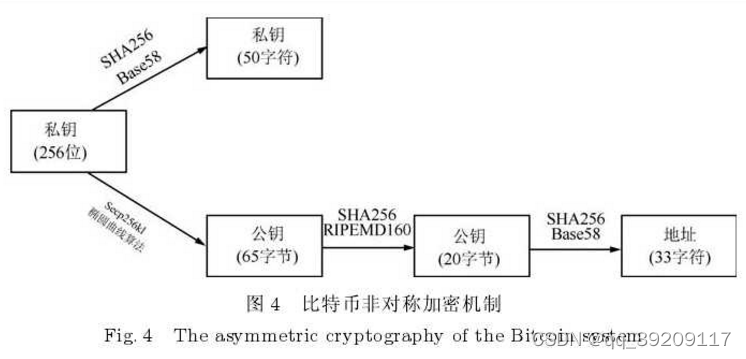 SHA256
Base58
私钥
(50字符)
私钥
(256位)
Secp256k1
椭圆曲线算法
公钥
(65字节)
SHA256
RIPEMD160
公钥
(20字节)
SHA256
Base58
地址
(33字符)
图 4 比特币非对称加密机制
Fig. 4 The asymmetric cryptography of the Bitcoin system
CSDN @qq_39209117